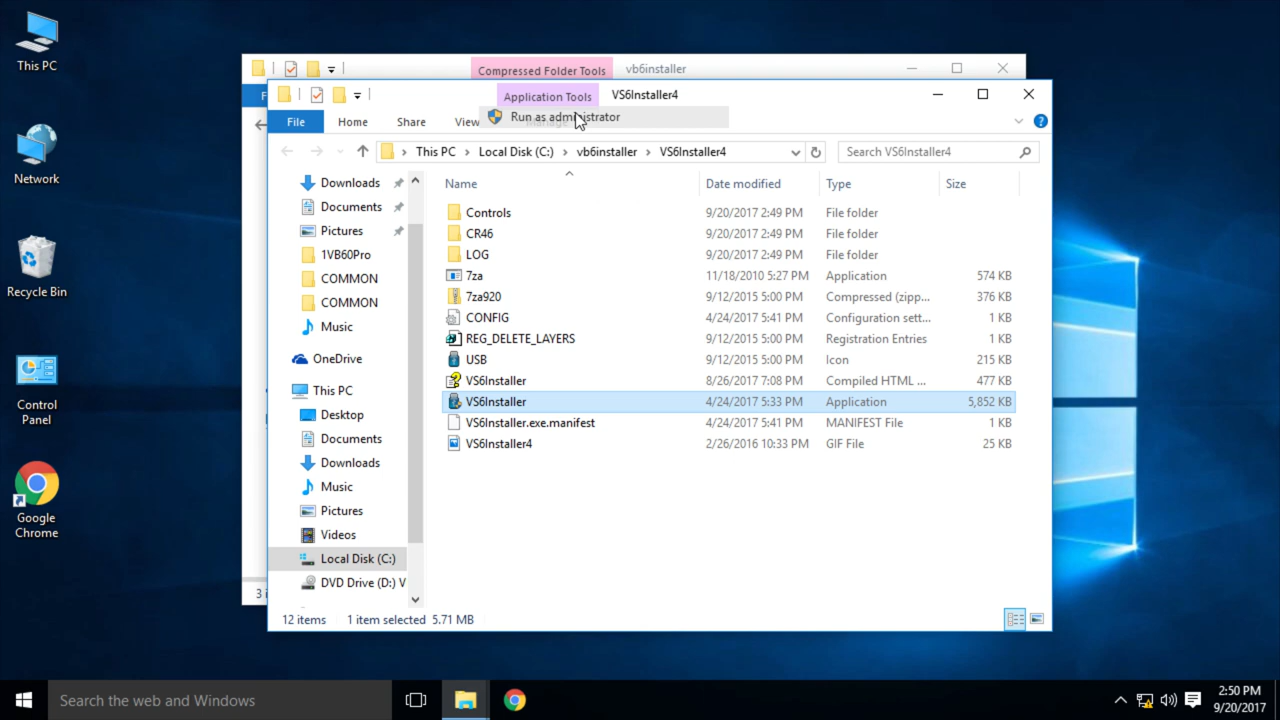 This PC
Network
Recycle Bin
Control
Panel
Google
Chrome
Compressed Folder Tools
vb6installer
Application Tools
VS6Installer4
File
Home
Share
View
Run as administrator
This PC
Local Disk (C:)
vb6installer
VS6Installer4
Search VS6Installer4
Downloads
Documents
Pictures
1VB60Pro
COMMON
COMMON
Music
OneDrive
This PC
Desktop
Documents
Downloads
Music
Pictures
Videos
Local Disk (C:)
DVD Drive (D:) V
Name Date modified Type Size
Controls 9/20/2017 2:49 PM File folder
CR46 9/20/2017 2:49 PM File folder
LOG 9/20/2017 2:49 PM File folder
7za 11/18/2010 5:27 PM Application 574 KB
7za920 9/12/2015 5:00 PM Compressed (zipp... 376 KB
CONFIG 4/24/2017 5:41 PM Configuration sett... 1 KB
REG_DELETE_LAYERS 9/12/2015 5:00 PM Registration Entries 1 KB
USB 9/12/2015 5:00 PM Icon 215 KB
VS6Installer 8/26/2017 7:08 PM Compiled HTML ... 477 KB
VS6Installer 4/24/2017 5:33 PM Application 5,852 KB
VS6Installer.exe.manifest 4/24/2017 5:41 PM MANIFEST File 1 KB
VS6Installer4 2/26/2016 10:33 PM GIF File 25 KB
12 items 1 item selected 5.71 MB
Search the web and Windows
2:50 PM
9/20/2017